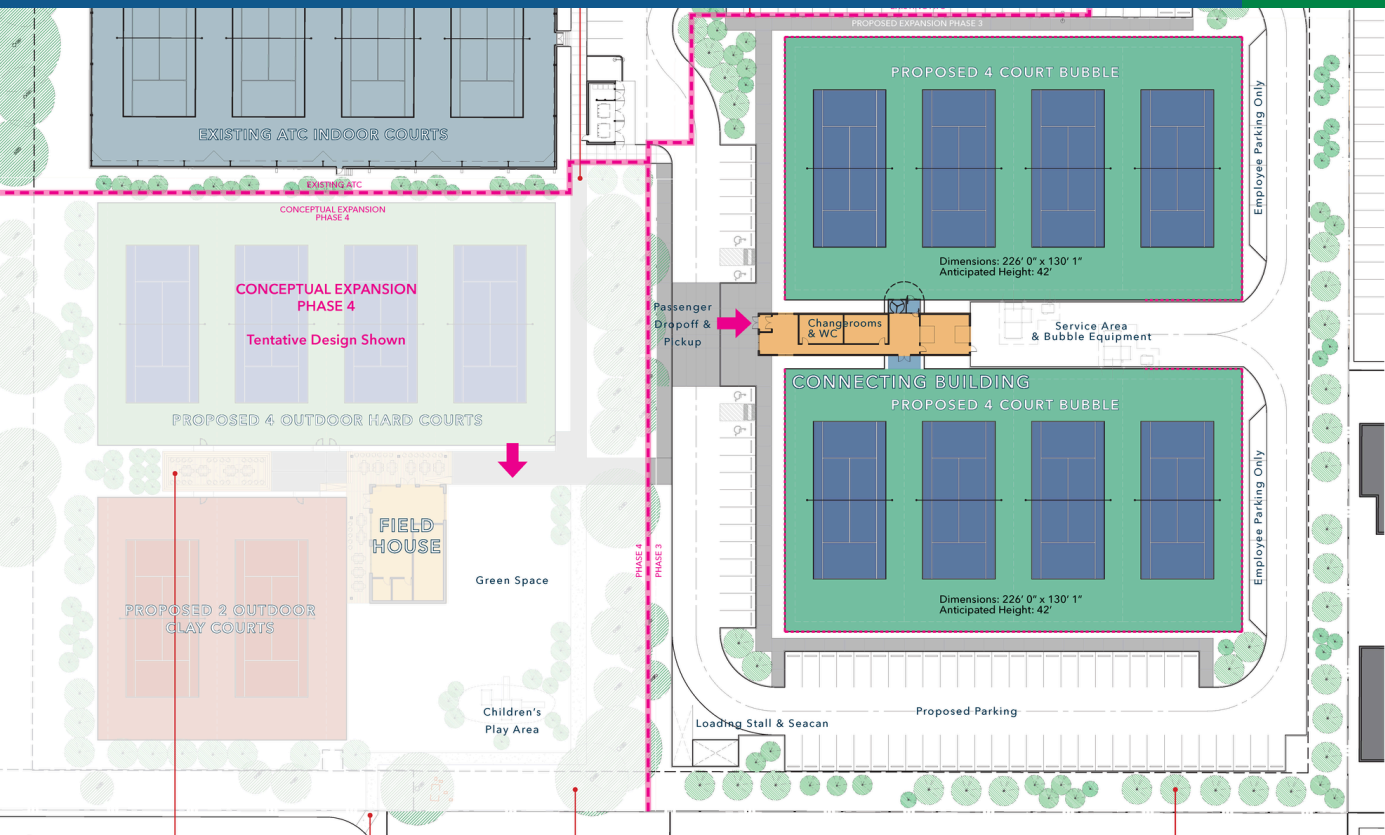 PROPOSED EXPANSION PHASE 3
PROPOSED 4 COURT BUBBLE
Employee Parking Only
EXISTING ATC INDOOR COURTS
EXISTING ATC
CONCEPTUAL EXPANSION
PHASE 4
CONCEPTUAL EXPANSION
PHASE 4
Tentative Design Shown
Dimensions: 226' 0" x 130' 1"
Anticipated Height: 42'
Passenger
Dropoff &
Pickup
Changerooms
& WC
Service Area
& Bubble Equipment
CONNECTING BUILDING
PROPOSED 4 COURT BUBBLE
PROPOSED 4 OUTDOOR HARD COURTS
Employee Parking Only
FIELD
HOUSE
PHASE 4
PHASE 3
Green Space
PROPOSED 2 OUTDOOR
CLAY COURTS
Dimensions: 226' 0" x 130' 1"
Anticipated Height: 42'
Children's
Play Area
Loading Stall & Seacan
Proposed Parking